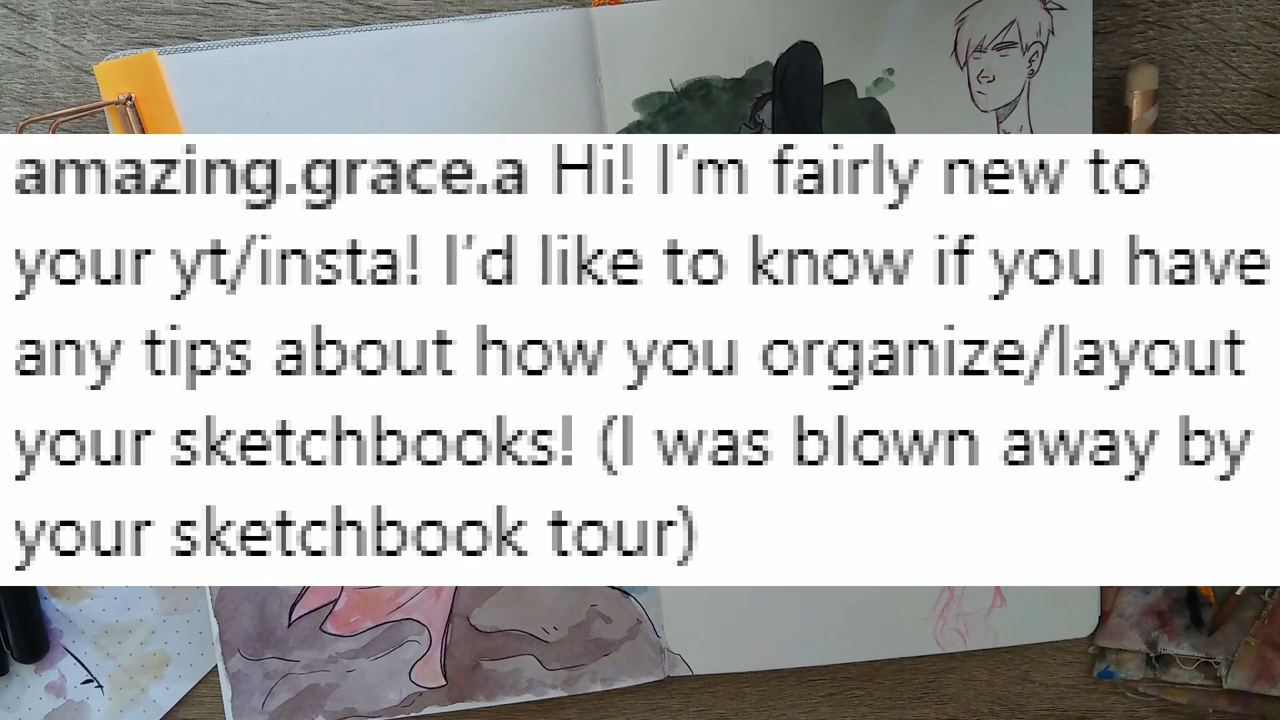 amazing.grace.a Hi! I'm fairly new to
your yt/insta! I'd like to know if you have
any tips about how you organize/layout
your sketchbooks! (I was blown away by
your sketchbook tour)